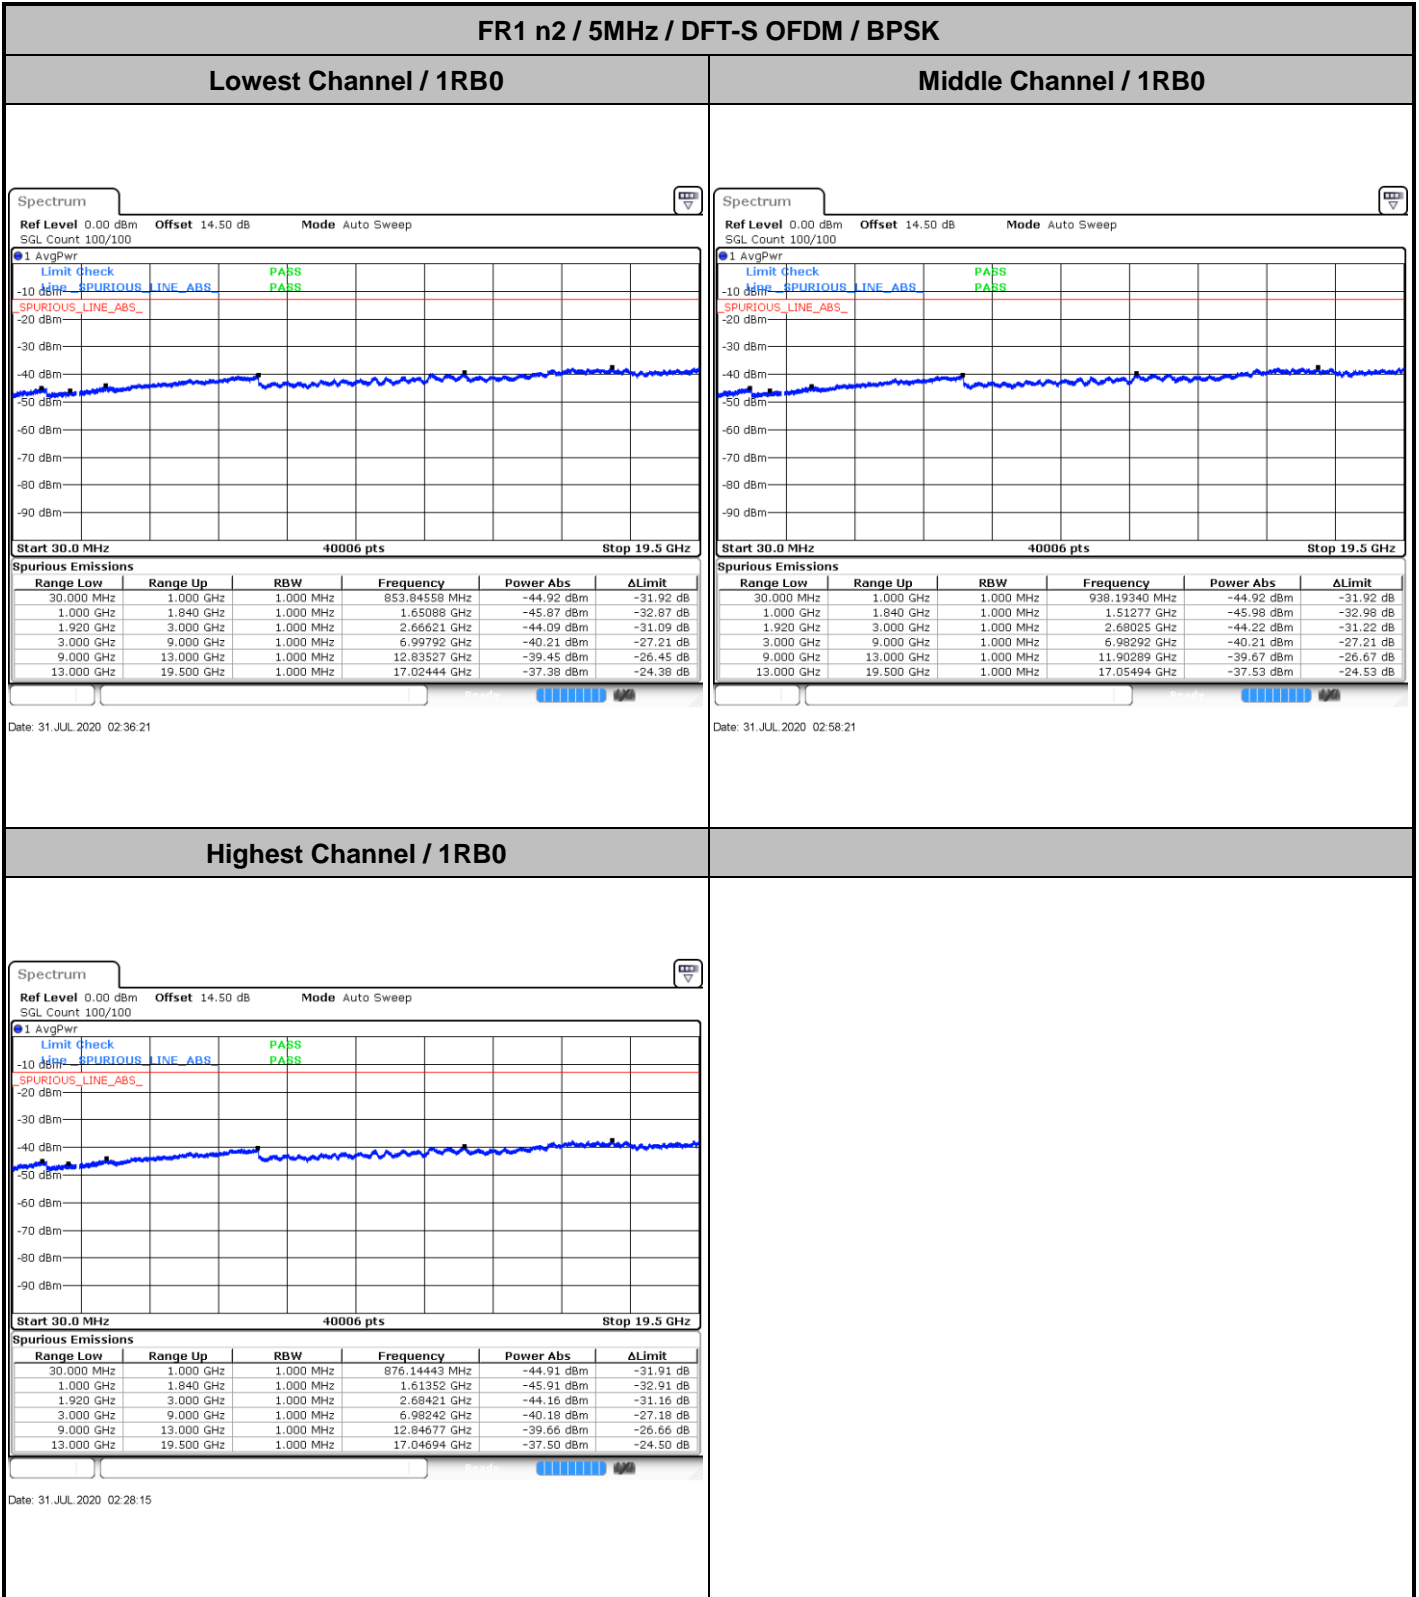 FR1 n2 / 5MHz / DFT-S OFDM / BPSK
Lowest Channel / 1RB0
Middle Channel / 1RB0
Spectrum
Ref Level 0.00 dBm Offset 14.50 dB Mode Auto Sweep
SGL Count 100/100
1 AvgPwr
Limit Check PASS
Line _SPURIOUS_LINE_ABS_ PASS
-10 dBm
_SPURIOUS_LINE_ABS_
-20 dBm
-30 dBm
-40 dBm
-50 dBm
-60 dBm
-70 dBm
-80 dBm
-90 dBm
Start 30.0 MHz 40006 pts Stop 19.5 GHz
Spurious Emissions
Range Low Range Up RBW Frequency Power Abs ΔLimit
30.000 MHz 1.000 GHz 1.000 MHz 853.84558 MHz -44.92 dBm -31.92 dB
1.000 GHz 1.840 GHz 1.000 MHz 1.65088 GHz -45.87 dBm -32.87 dB
1.920 GHz 3.000 GHz 1.000 MHz 2.66621 GHz -44.09 dBm -31.09 dB
3.000 GHz 9.000 GHz 1.000 MHz 6.99792 GHz -40.21 dBm -27.21 dB
9.000 GHz 13.000 GHz 1.000 MHz 12.83527 GHz -39.45 dBm -26.45 dB
13.000 GHz 19.500 GHz 1.000 MHz 17.02444 GHz -37.38 dBm -24.38 dB
Ready
Date: 31.JUL.2020 02:36:21
Spectrum
Ref Level 0.00 dBm Offset 14.50 dB Mode Auto Sweep
SGL Count 100/100
1 AvgPwr
Limit Check PASS
Line _SPURIOUS_LINE_ABS_ PASS
-10 dBm
_SPURIOUS_LINE_ABS_
-20 dBm
-30 dBm
-40 dBm
-50 dBm
-60 dBm
-70 dBm
-80 dBm
-90 dBm
Start 30.0 MHz 40006 pts Stop 19.5 GHz
Spurious Emissions
Range Low Range Up RBW Frequency Power Abs ΔLimit
30.000 MHz 1.000 GHz 1.000 MHz 938.19340 MHz -44.92 dBm -31.92 dB
1.000 GHz 1.840 GHz 1.000 MHz 1.51277 GHz -45.98 dBm -32.98 dB
1.920 GHz 3.000 GHz 1.000 MHz 2.68025 GHz -44.22 dBm -31.22 dB
3.000 GHz 9.000 GHz 1.000 MHz 6.98292 GHz -40.21 dBm -27.21 dB
9.000 GHz 13.000 GHz 1.000 MHz 11.90289 GHz -39.67 dBm -26.67 dB
13.000 GHz 19.500 GHz 1.000 MHz 17.05494 GHz -37.53 dBm -24.53 dB
Ready
Date: 31.JUL.2020 02:58:21
Highest Channel / 1RB0
Spectrum
Ref Level 0.00 dBm Offset 14.50 dB Mode Auto Sweep
SGL Count 100/100
1 AvgPwr
Limit Check PASS
Line _SPURIOUS_LINE_ABS_ PASS
-10 dBm
_SPURIOUS_LINE_ABS_
-20 dBm
-30 dBm
-40 dBm
-50 dBm
-60 dBm
-70 dBm
-80 dBm
-90 dBm
Start 30.0 MHz 40006 pts Stop 19.5 GHz
Spurious Emissions
Range Low Range Up RBW Frequency Power Abs ΔLimit
30.000 MHz 1.000 GHz 1.000 MHz 876.14443 MHz -44.91 dBm -31.91 dB
1.000 GHz 1.840 GHz 1.000 MHz 1.61352 GHz -45.91 dBm -32.91 dB
1.920 GHz 3.000 GHz 1.000 MHz 2.68421 GHz -44.16 dBm -31.16 dB
3.000 GHz 9.000 GHz 1.000 MHz 6.98242 GHz -40.18 dBm -27.18 dB
9.000 GHz 13.000 GHz 1.000 MHz 12.84677 GHz -39.66 dBm -26.66 dB
13.000 GHz 19.500 GHz 1.000 MHz 17.04694 GHz -37.50 dBm -24.50 dB
Ready
Date: 31.JUL.2020 02:28:15